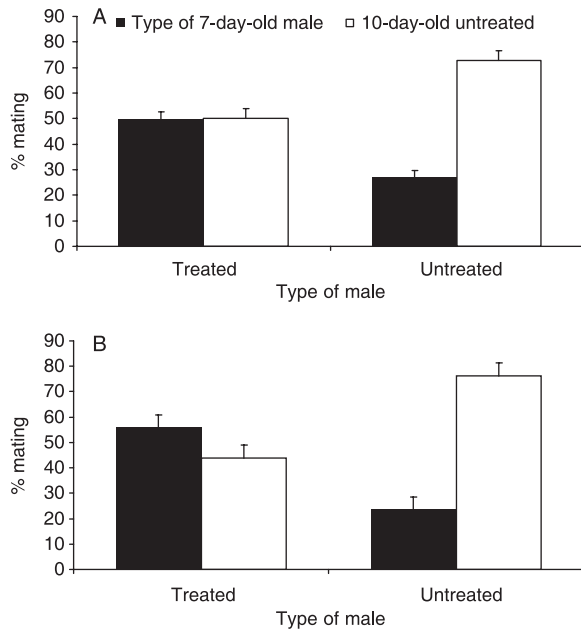 A
Type of 7-day-old male
10-day-old untreated
90
80
70
60
50
40
30
20
10
0
% mating
Treated
Untreated
Type of male
B
90
80
70
60
50
40
30
20
10
0
% mating
Treated
Untreated
Type of male